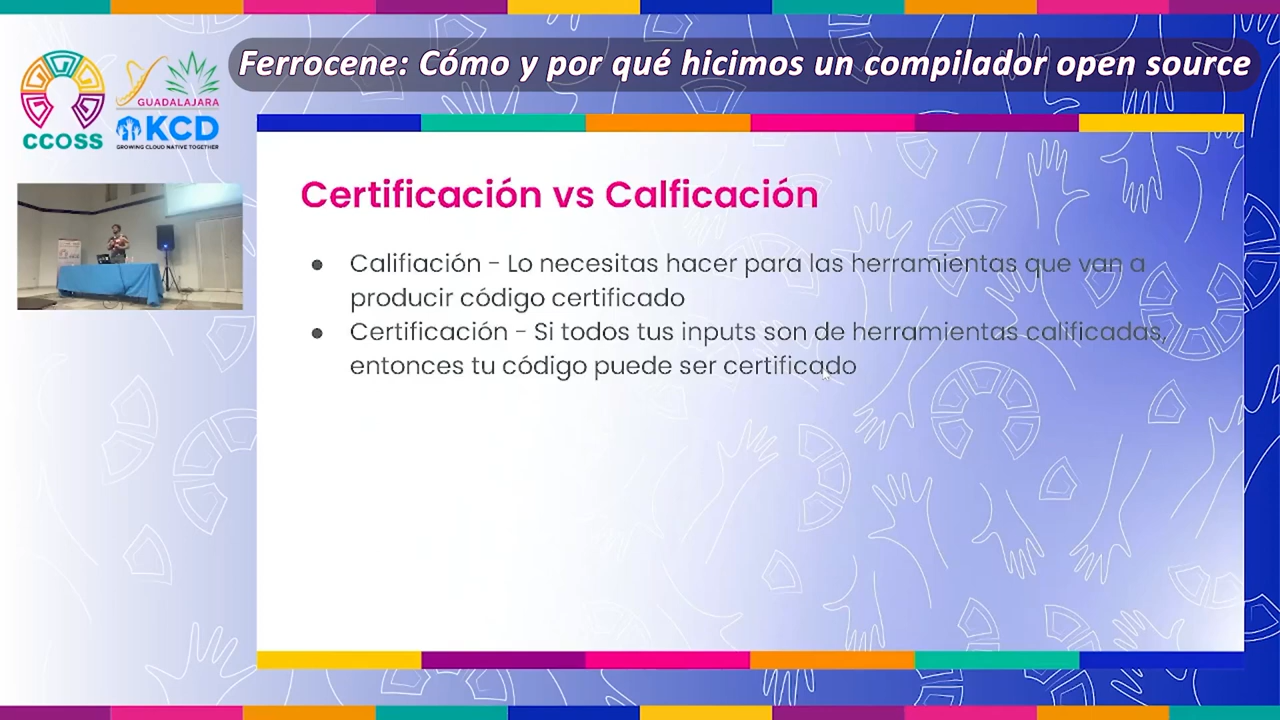 Ferrocene: Cómo y por qué hicimos un compilador open source
CCOSS
GUADALAJARA
KCD
GROWING CLOUD NATIVE TOGETHER
Certificación vs Calficación
● Califiación - Lo necesitas hacer para las herramientas que van a
producir código certificado
● Certificación - Si todos tus inputs son de herramientas calificadas,
entonces tu código puede ser certificado